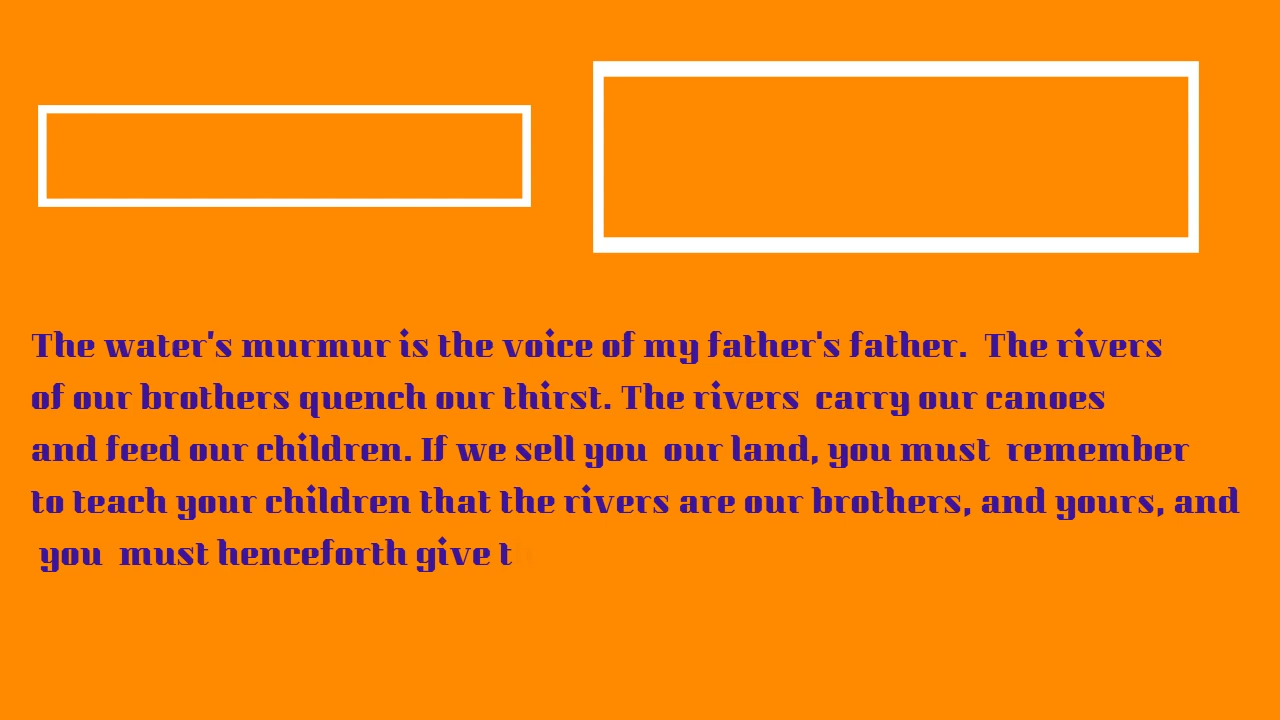 The water's murmur is the voice of my father's father.  The rivers
of our brothers quench our thirst. The rivers  carry our canoes
and feed our children. If we sell you  our land, you must  remember
to teach your children that the rivers are our brothers, and yours, and
 you  must henceforth give t